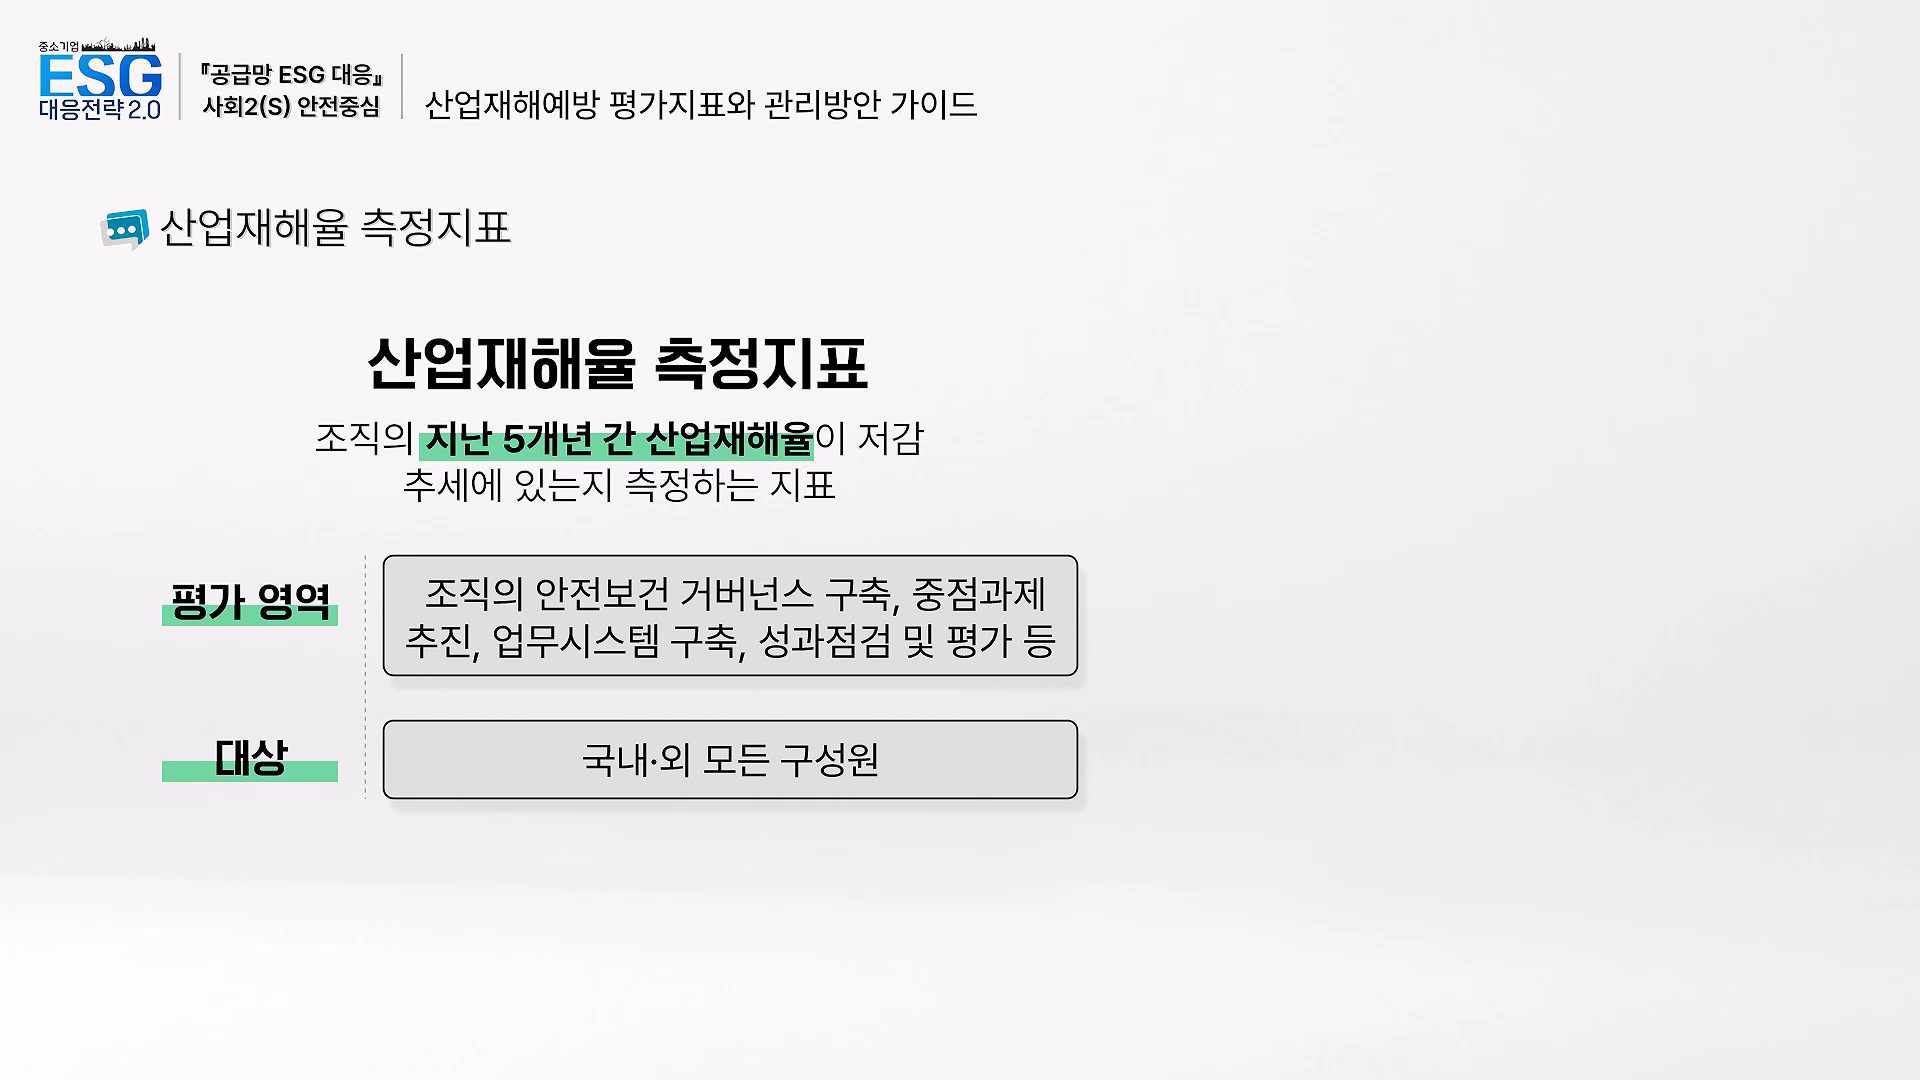 중소기업
ESG
대응전략 2.0
『공급망 ESG 대응』
사회2(S) 안전중심
산업재해예방 평가지표와 관리방안 가이드
산업재해율 측정지표
산업재해율 측정지표
조직의 지난 5개년 간 산업재해율이 저감
추세에 있는지 측정하는 지표
평가 영역
조직의 안전보건 거버넌스 구축, 중점과제
추진, 업무시스템 구축, 성과점검 및 평가 등
대상
국내·외 모든 구성원